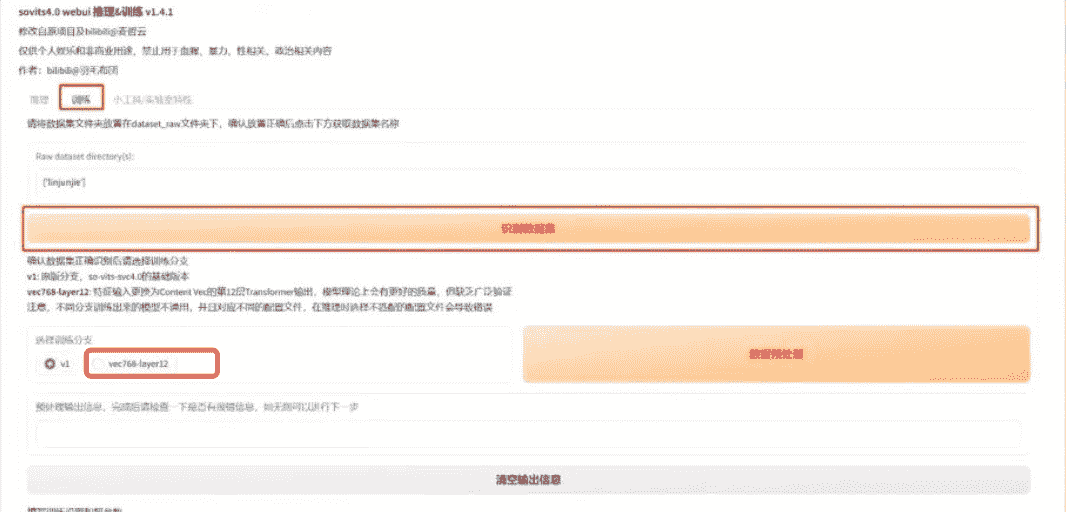 sovits4.0 webui 推理&训练 v1.4.1
修改自原项目及bilibili@麦哲云
仅供个人娱乐和非商业用途，禁止用于血腥、暴力、性相关、政治相关内容
作者：bilibili@羽毛布团
推理 训练 小工具/实验室特性
请将数据集文件夹放置在dataset_raw文件夹下，确认放置正确后点击下方获取数据集名称
Raw dataset directory(s):
['linjunjie']
识别数据集
确认数据集正确识别后请选择训练分支
v1: 原版分支，so-vits-svc4.0的基础版本
vec768-layer12: 特征输入更换为Content Vec的第12层Transformer输出，模型理论上会有更好的质量，但缺乏广泛验证
注意，不同分支训练出来的模型不通用，并且对应不同的配置文件，在推理时选择不匹配的配置文件会导致错误
选择训练分支
v1 vec768-layer12
数据预处理
预处理输出信息，完成后请检查一下是否有报错信息，如无则可以进行下一步
清空输出信息